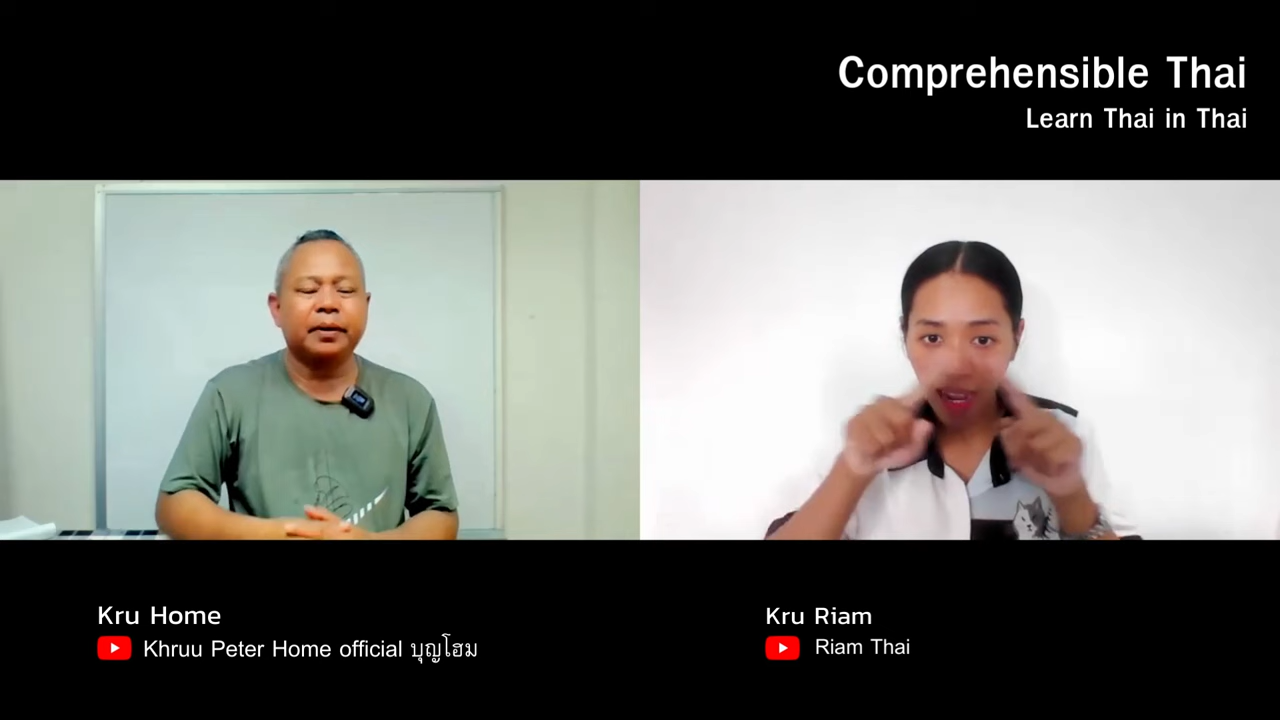 Comprehensible Thai
Learn Thai in Thai
Kru Home
Khruu Peter Home official บุญโฮม
Kru Riam
Riam Thai